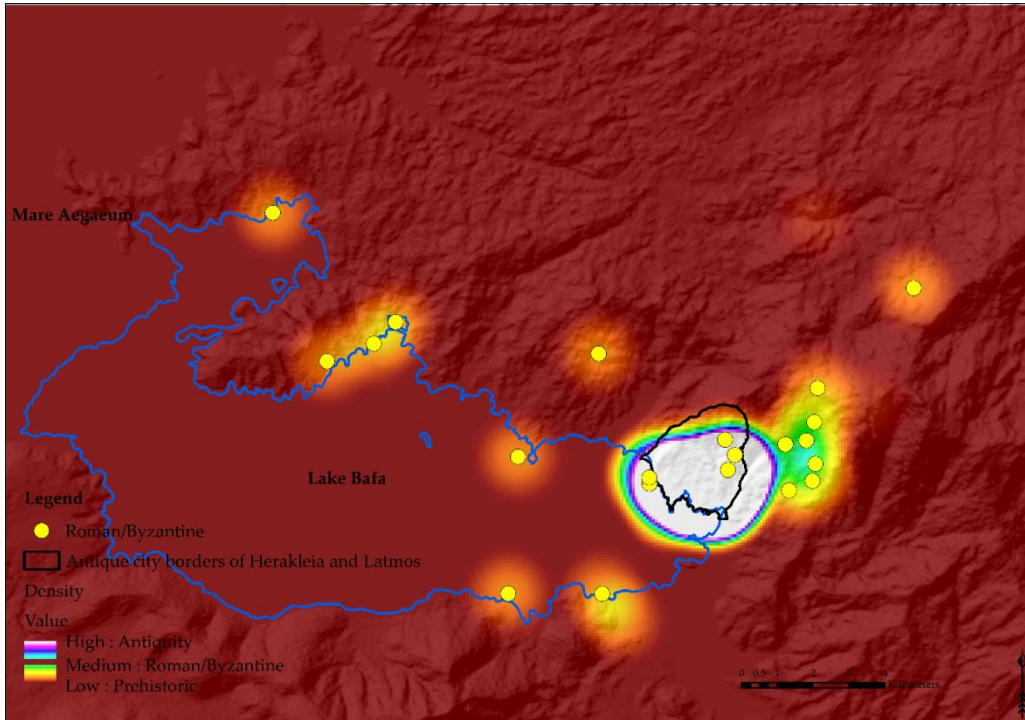 Mare Aegaeum
Lake Bafa
Legend
Roman/Byzantine
Antique city borders of Herakleia and Latmos
Density
Value
High : Antiquity
Medium : Roman/Byzantine
Low : Prehistoric
0 0,5 1 2 3 4
Kilometers